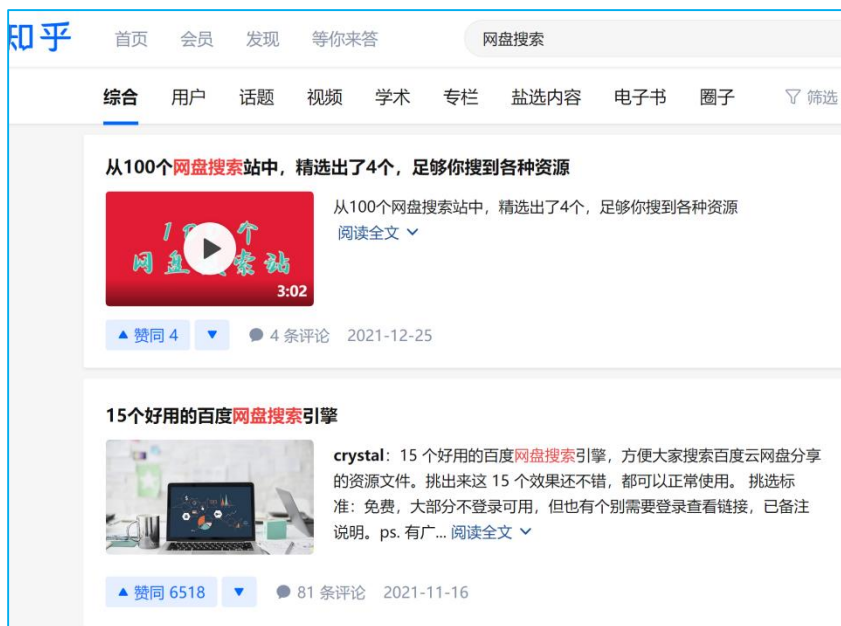 知乎 首页 会员 发现 等你来答 网盘搜索
综合 用户 话题 视频 学术 专栏 盐选内容 电子书 圈子 筛选
从100个网盘搜索站中，精选出了4个，足够你搜到各种资源
从100个网盘搜索站中，精选出了4个，足够你搜到各种资源
阅读全文
3:02
赞同 4 4 条评论 2021-12-25
15个好用的百度网盘搜索引擎
crystal：15 个好用的百度网盘搜索引擎，方便大家搜索百度云网盘分享
的资源文件。挑出来这 15 个效果还不错，都可以正常使用。 挑选标
准：免费，大部分不登录可用，但也有个别需要登录查看链接，已备注
说明。ps. 有广... 阅读全文
赞同 6518 81 条评论 2021-11-16